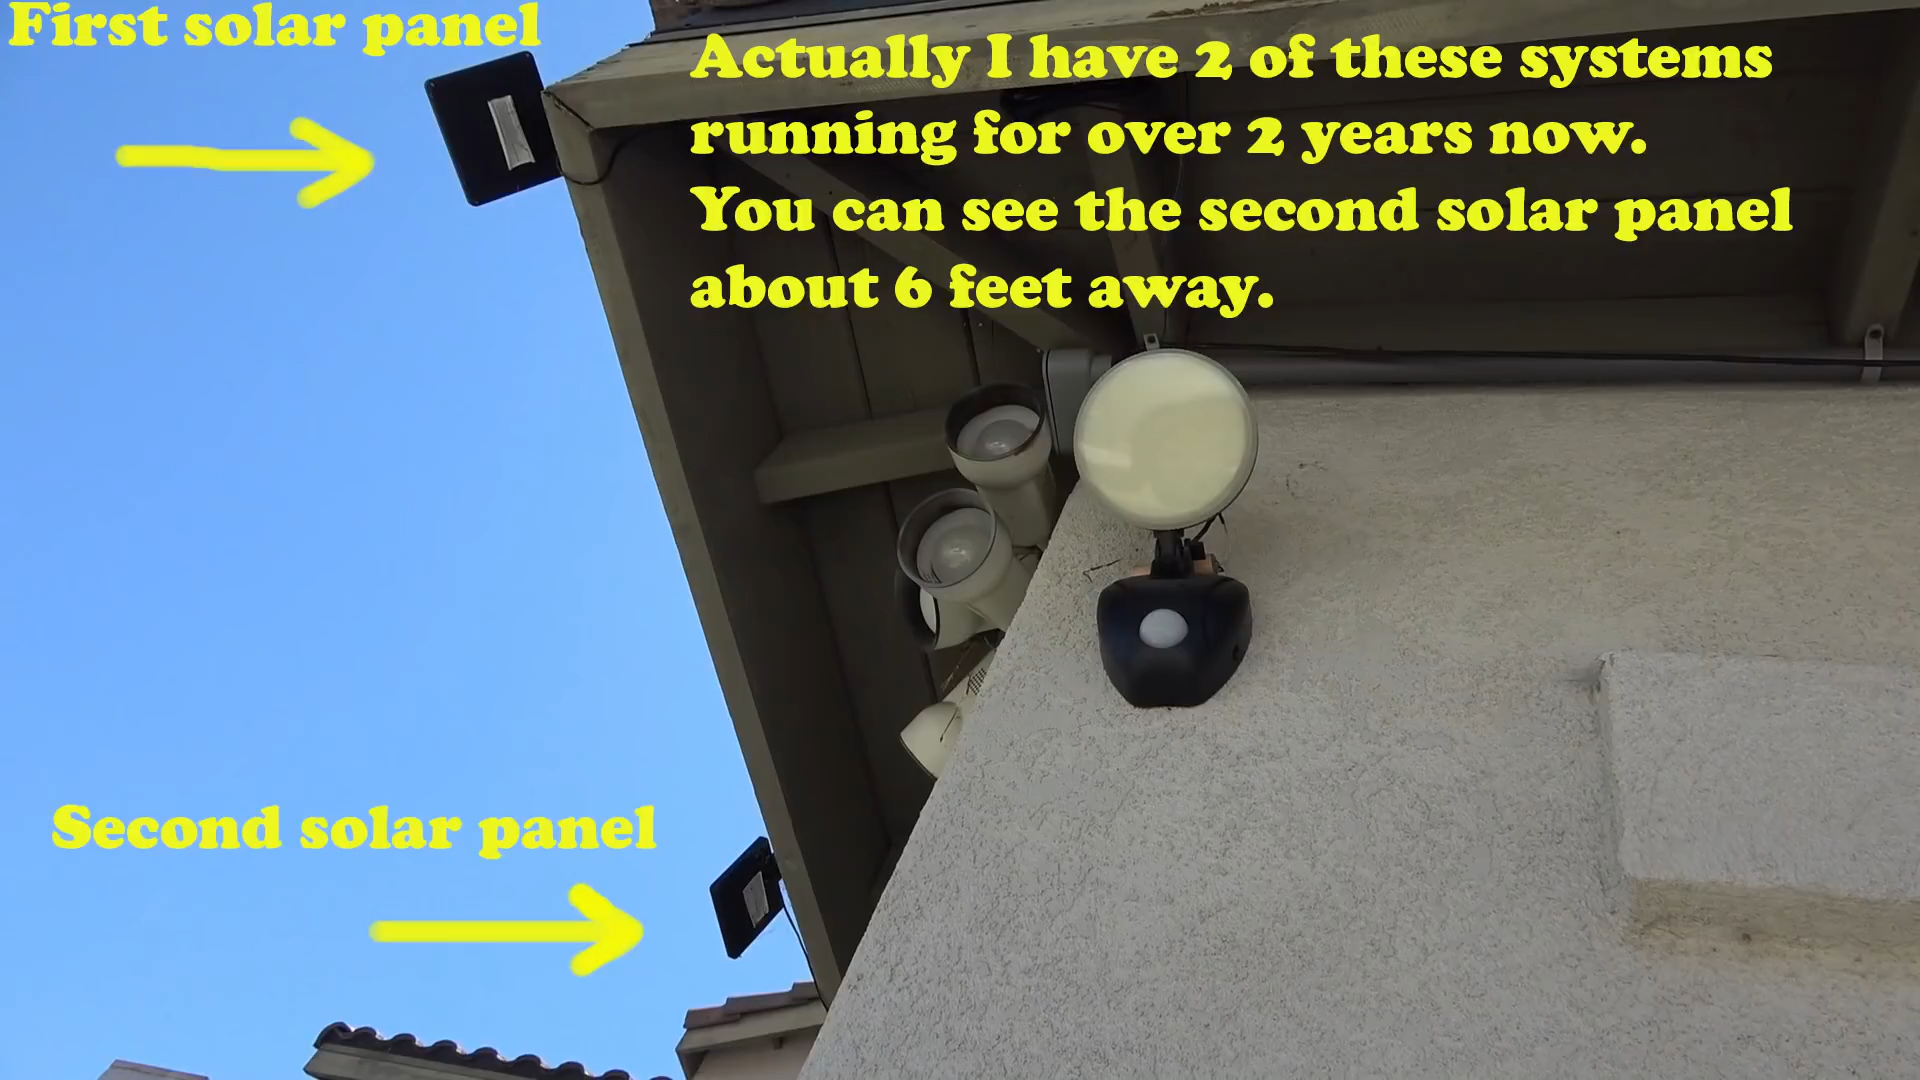 First solar panel
Actually I have 2 of these systems
running for over 2 years now.
You can see the second solar panel
about 6 feet away.
Second solar panel